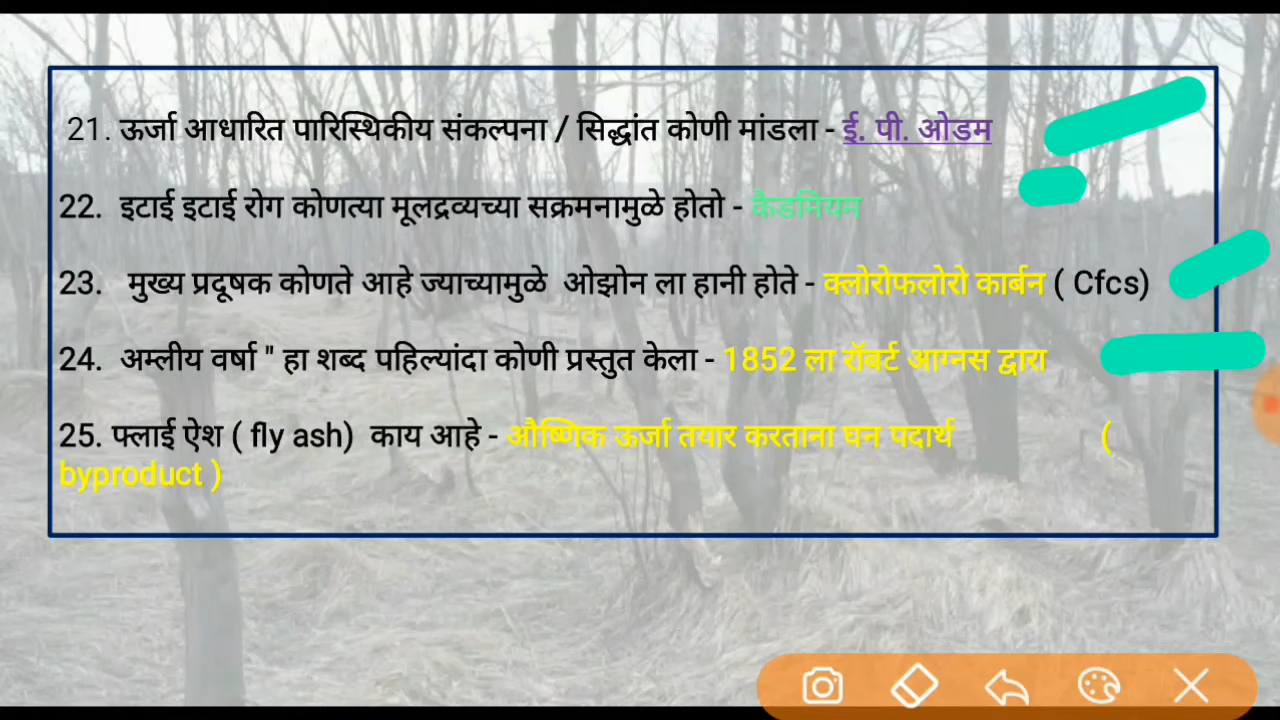 21. ऊर्जा आधारित पारिस्थिकीय संकल्पना / सिद्धांत कोणी मांडला - ई. पी. ओडम
22. इटाई इटाई रोग कोणत्या मूलद्रव्यच्या सक्रमनामुळे होतो - कैडमियम
23. मुख्य प्रदूषक कोणते आहे ज्याच्यामुळे ओझोन ला हानी होते - क्लोरोफलोरो कार्बन ( Cfcs)
24. अम्लीय वर्षा " हा शब्द पहिल्यांदा कोणी प्रस्तुत केला - 1852 ला रॉबर्ट आग्नस द्वारा
25. फ्लाई ऐश ( fly ash) काय आहे - औष्णिक ऊर्जा तयार करताना घन पदार्थ (
byproduct )